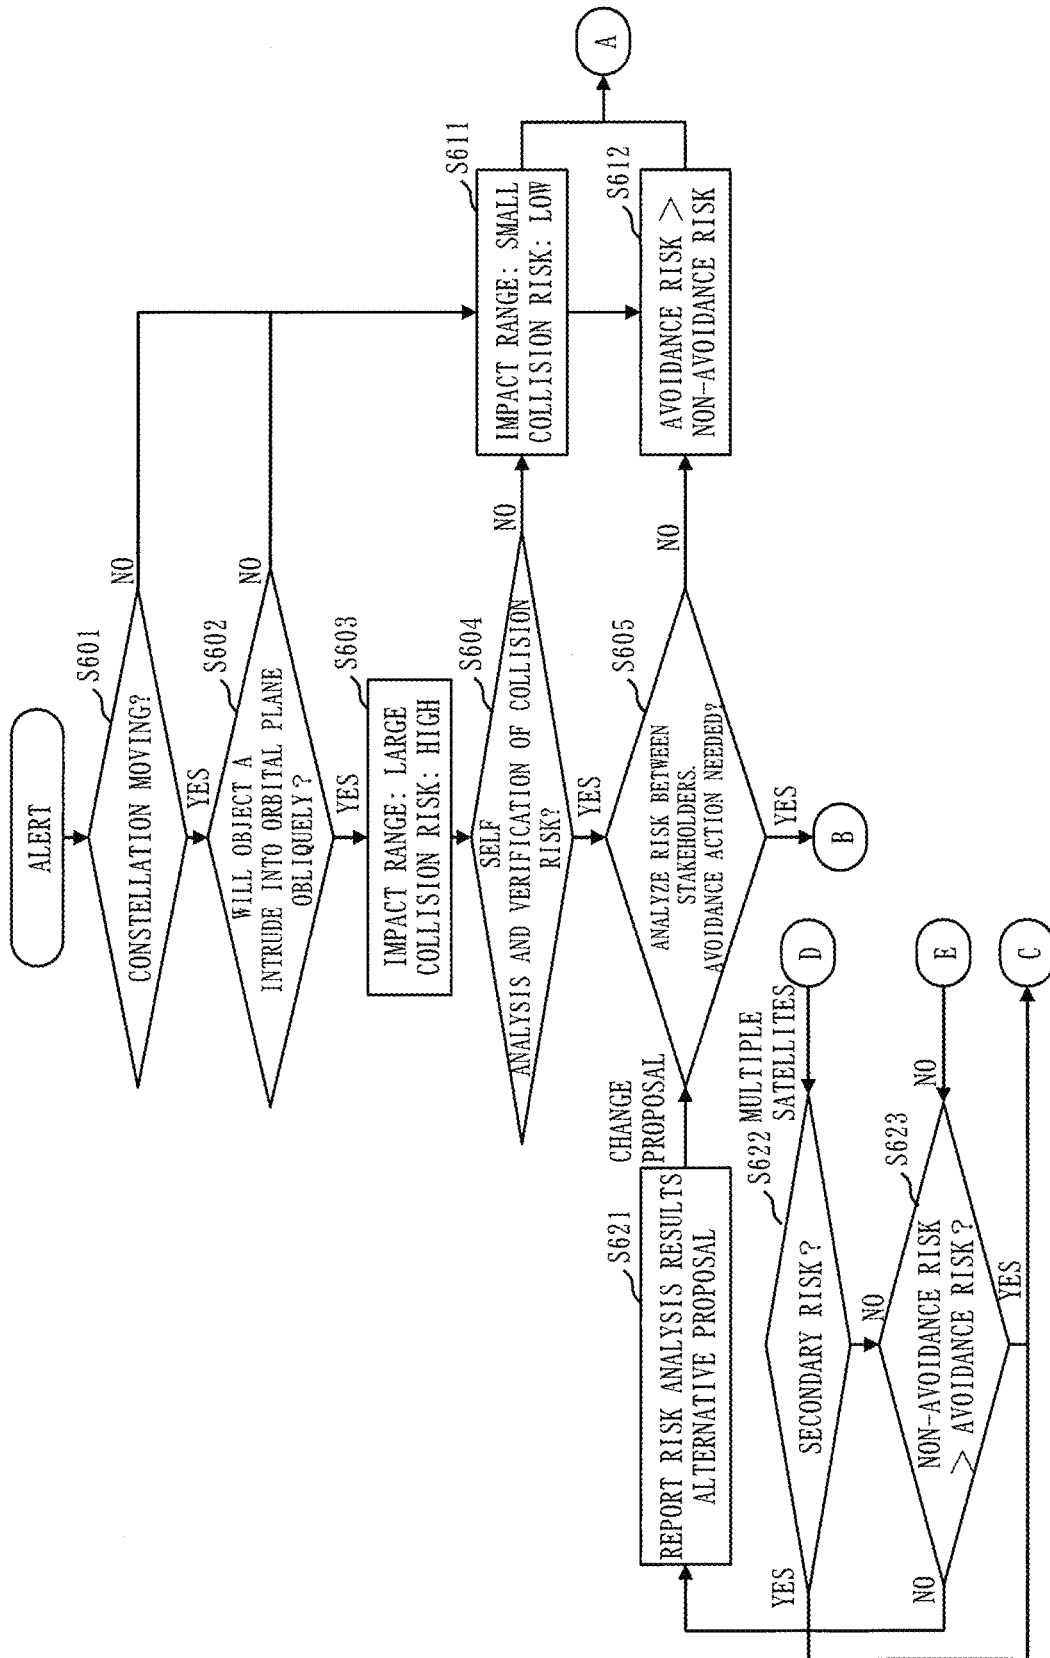 ALERT
S601
CONSTELLATION MOVING?
NO
YES
S602
WILL OBJECT A
INTRUDE INTO ORBITAL PLANE
OBLIQUELY?
NO
YES
S603
IMPACT RANGE: LARGE
COLLISION RISK: HIGH
S604
SELF
ANALYSIS AND VERIFICATION OF COLLISION
RISK?
NO
YES
S611
IMPACT RANGE: SMALL
COLLISION RISK: LOW
S605
ANALYZE RISK BETWEEN
STAKEHOLDERS.
AVOIDANCE ACTION NEEDED?
NO
YES
S612
AVOIDANCE RISK >
NON-AVOIDANCE RISK
A
B
S621
REPORT RISK ANALYSIS RESULTS
ALTERNATIVE PROPOSAL
CHANGE
PROPOSAL
D
MULTIPLE
SATELLITES
S622
SECONDARY RISK?
YES
NO
E
NO
S623
NON-AVOIDANCE RISK
> AVOIDANCE RISK?
NO
YES
C